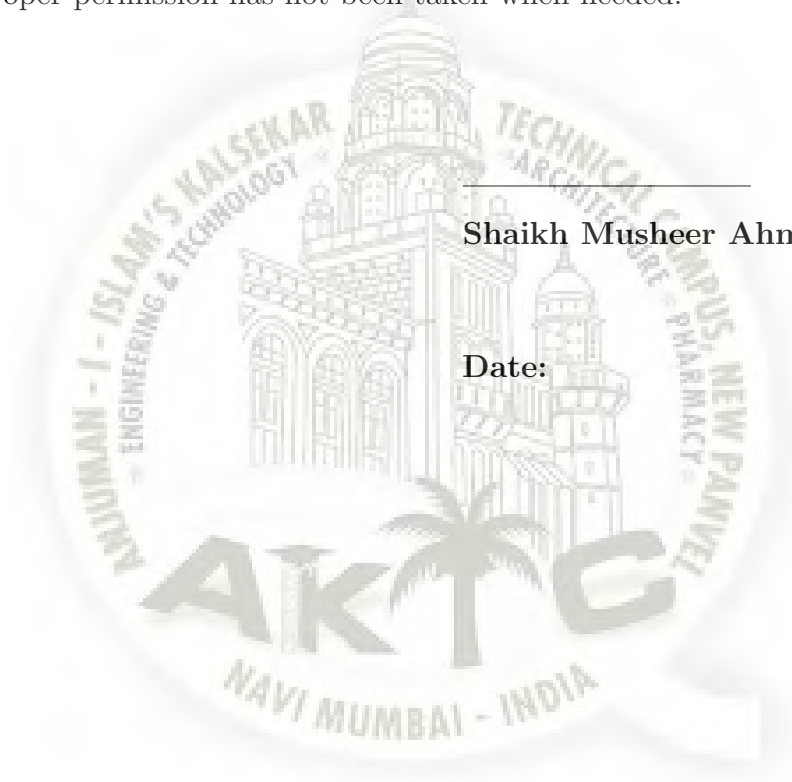 oper permission has not been taken when needed.
Shaikh Musheer Ahm
Date:
ANJUMAN - I - ISLAM'S KALSEKAR TECHNICAL CAMPUS, NEW PANVEL
ENGINEERING & TECHNOLOGY ARCHITECTURE PHARMACY
AKTC
NAVI MUMBAI - INDIA